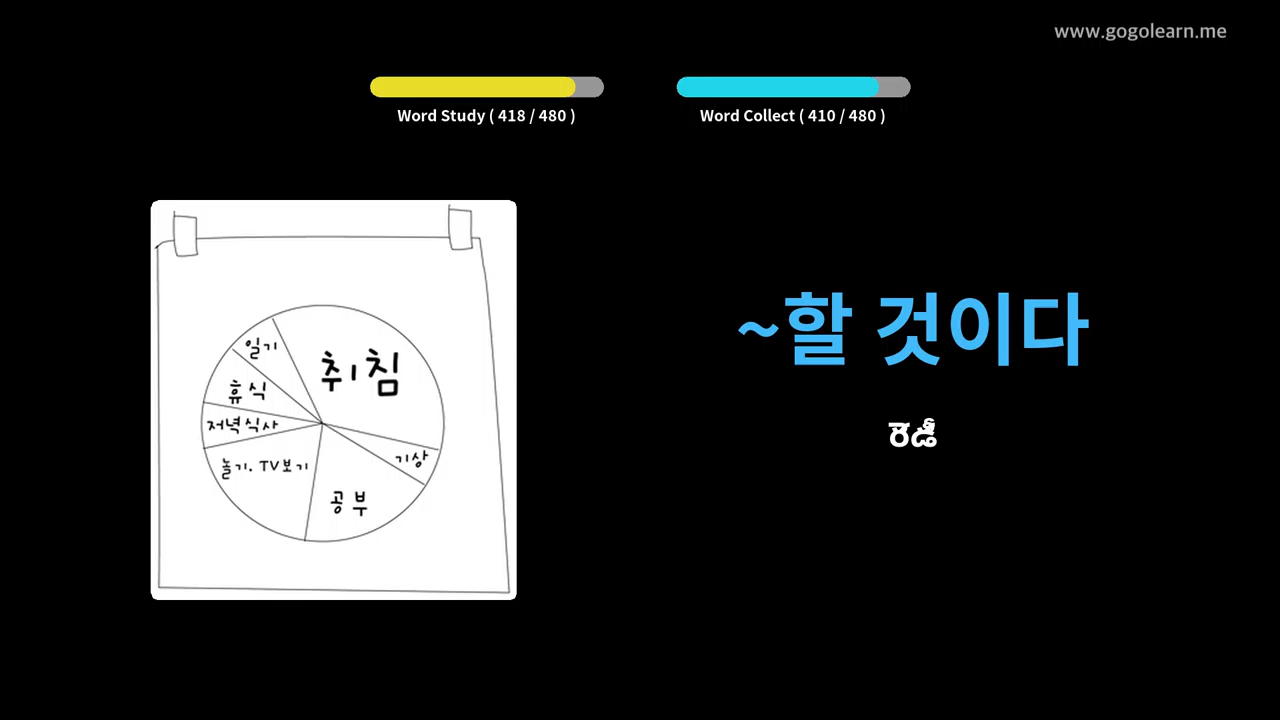 www.gogolearn.me
Word Study ( 418 / 480 )
Word Collect ( 410 / 480 )
일기
취침
휴식
저녁식사
기상
놀기. TV보기
공부
~할 것이다
రెడీ